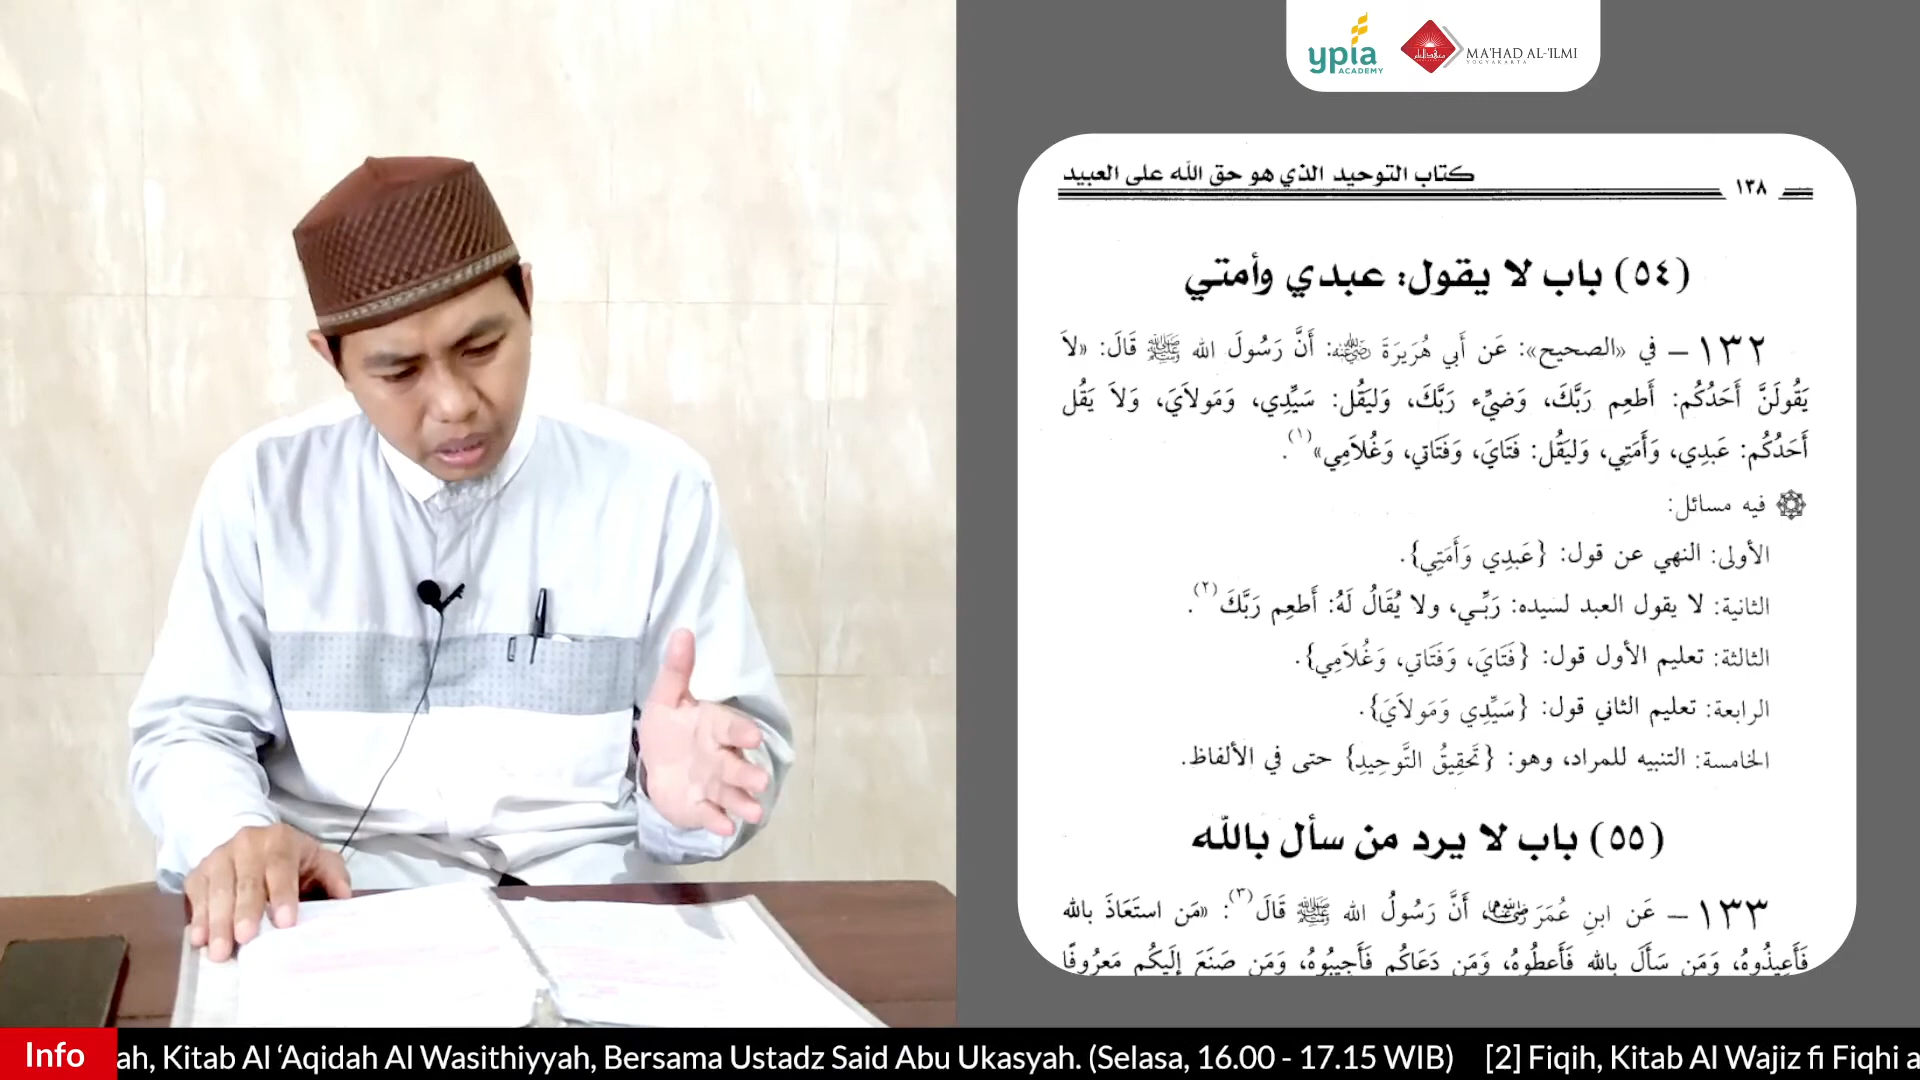 ypia
ACADEMY
MA'HAD AL-'ILMI
YOGYAKARTA
كتاب التوحيد الذي هو حق الله على العبيد
١٣٨
(٥٤) باب لا يقول: عبدي وأمتي
١٣٢ – في «الصحيح»: عَن أَبي هُرَيرَةَ رضي الله عنه: أَنَّ رَسُولَ الله ﷺ قَالَ: «لاَ
يَقُولَنَّ أَحَدُكُم: أَطعِم رَبَّكَ، وَضيِّء رَبَّكَ، وَليَقُل: سَيِّدِي، وَمَولاَيَ، وَلاَ يَقُل
أَحَدُكُم: عَبدِي، وَأَمَتِي، وَليَقُل: فَتَايَ، وَفَتَاتي، وَغُلاَمِي»(١).
فيه مسائل:
الأولى: النهي عن قول: {عَبدِي وَأَمَتِي}.
الثانية: لا يقول العبد لسيده: رَبِّـي، ولا يُقَالُ لَهُ: أَطعِم رَبَّكَ(٢).
الثالثة: تعليم الأول قول: {فَتَايَ، وَفَتَاتي، وَغُلاَمِي}.
الرابعة: تعليم الثاني قول: {سَيِّدِي وَمَولاَيَ}.
الخامسة: التنبيه للمراد، وهو: {تَحقِيقُ التَّوحِيدِ} حتى في الألفاظ.
(٥٥) باب لا يرد من سأل بالله
١٣٣ – عَن ابنِ عُمَرَ رضي الله عنهما، أَنَّ رَسُولُ الله ﷺ قَالَ(٣): «مَن استَعَاذَ بالله
فَأَعِيذُوهُ، وَمَن سَأَلَ بالله فَأَعطُوهُ، وَمَن دَعَاكُم فَأَجِيبُوهُ، وَمَن صَنَعَ إِلَيكُم مَعرُوفًا
Info
ah, Kitab Al ‘Aqidah Al Wasithiyyah, Bersama Ustadz Said Abu Ukasyah. (Selasa, 16.00 - 17.15 WIB) [2] Fiqih, Kitab Al Wajiz fi Fiqhi a